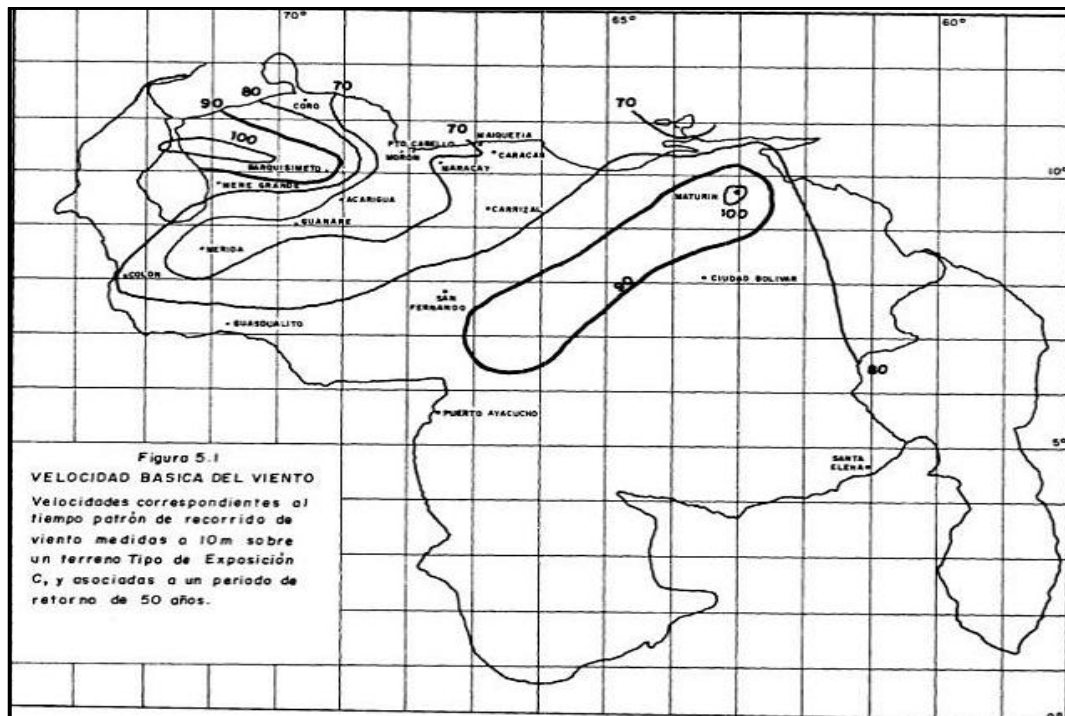 70°
65°
60°
70
80
90
CORO
100
70
70
MAIQUETIA
PTO. CABELLO
MORON
CARACAS
MARACAY
BARQUISIMETO
MENE GRANDE
10°
ACARIGUA
MATURIN
100
CARRIZAL
GUANARE
MERIDA
COLON
CIUDAD BOLIVAR
90
SAN
FERNANDO
GUASDUALITO
80
PUERTO AYACUCHO
5°
SANTA
ELENA
Figura 5.1
VELOCIDAD BASICA DEL VIENTO
Velocidades correspondientes al
tiempo patrón de recorrido de
viento medidas a 10m sobre
un terreno Tipo de Exposición
C, y asociadas a un periodo de
retorno de 50 años.